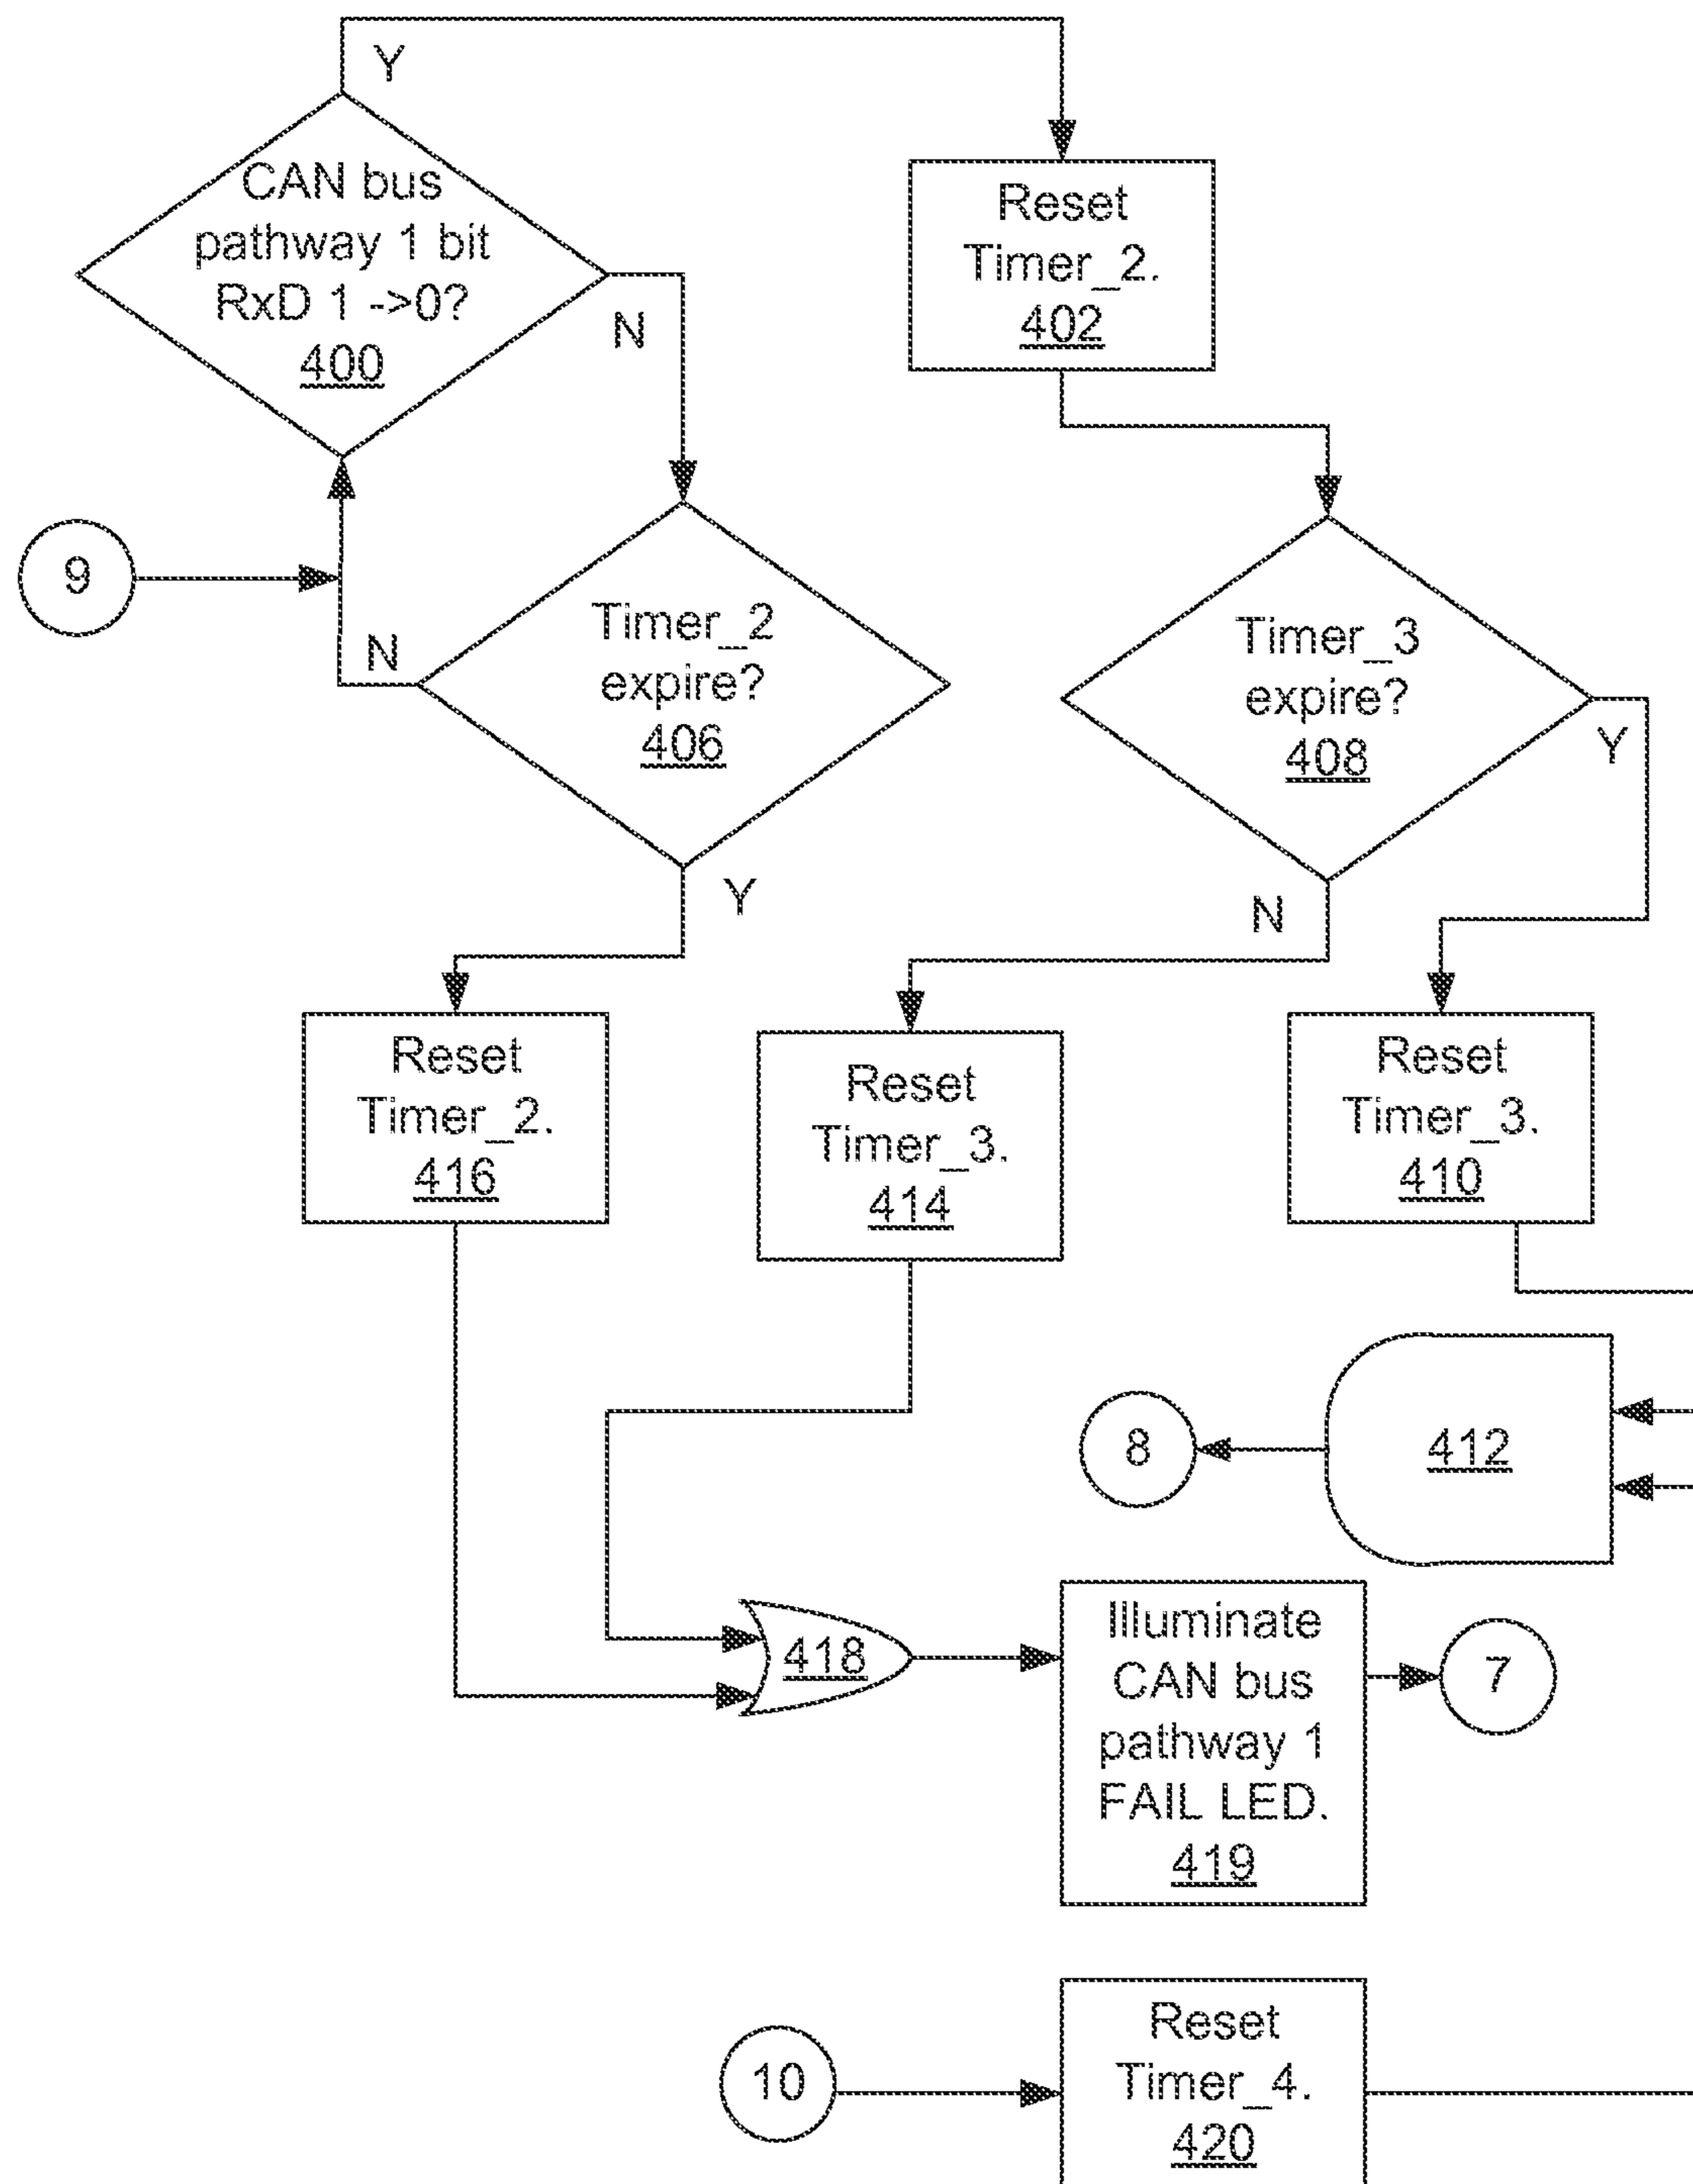 Y
CAN bus
pathway 1 bit
RxD 1 ->0?
400
N
Reset
Timer_2.
402
9
N
Timer_2
expire?
406
Y
Timer_3
expire?
408
Y
N
Reset
Timer_2.
416
Reset
Timer_3.
414
Reset
Timer_3.
410
8
412
418
Illuminate
CAN bus
pathway 1
FAIL LED.
419
7
10
Reset
Timer_4.
420